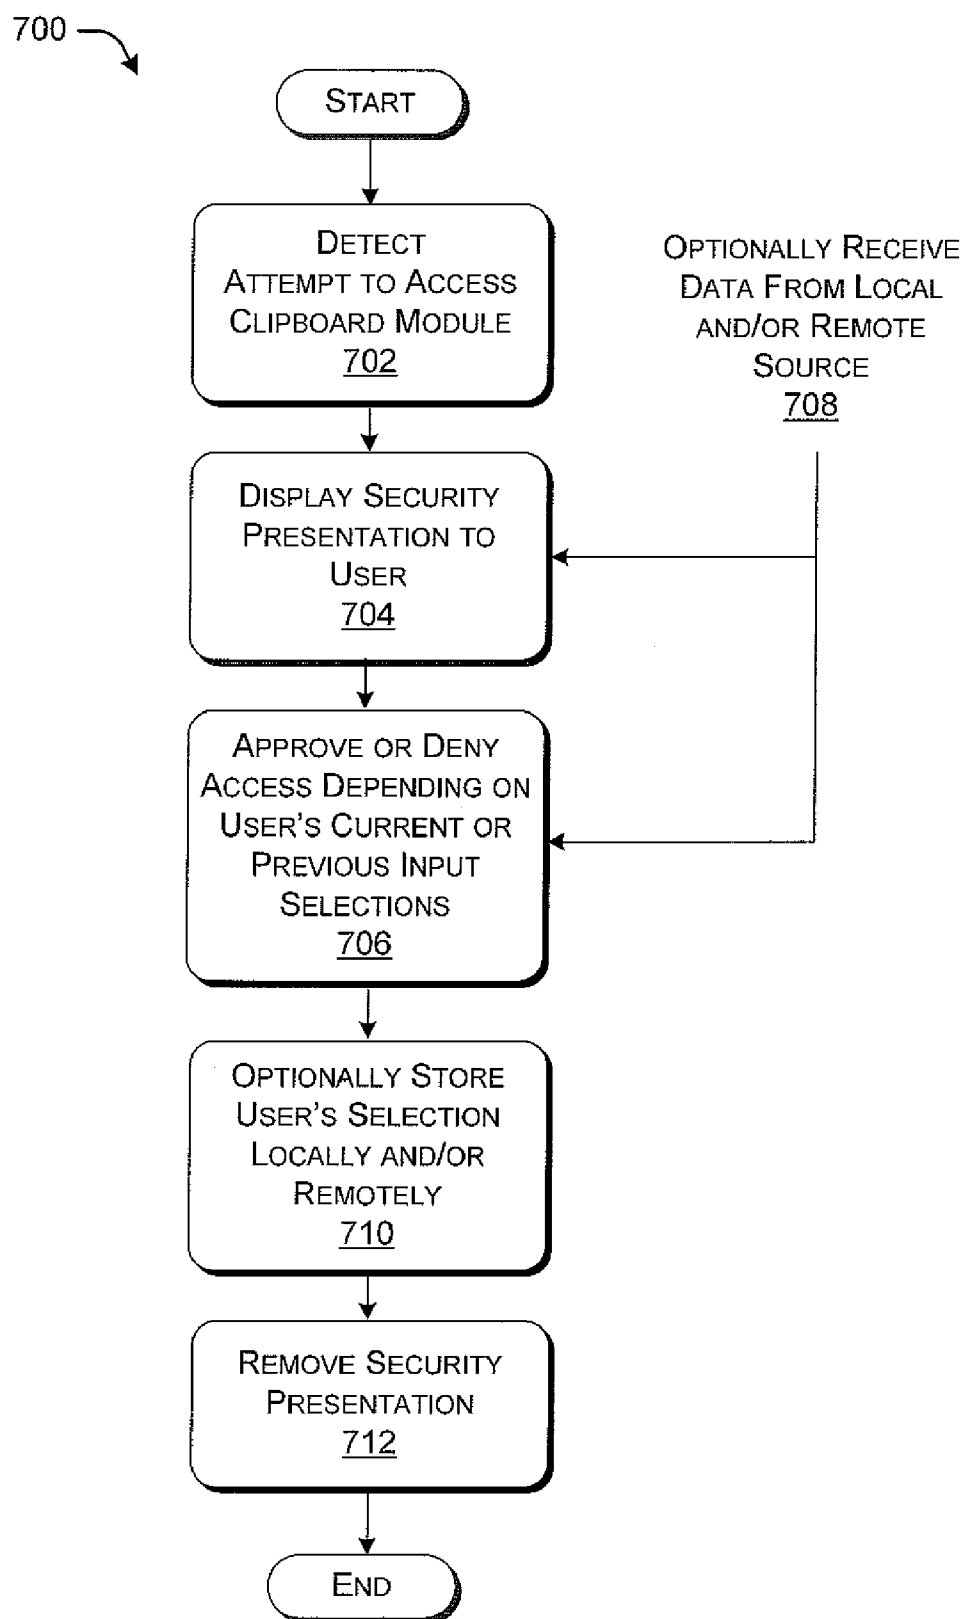 700
START
DETECT
ATTEMPT TO ACCESS
CLIPBOARD MODULE
702
OPTIONALLY RECEIVE
DATA FROM LOCAL
AND/OR REMOTE
SOURCE
708
DISPLAY SECURITY
PRESENTATION TO
USER
704
APPROVE OR DENY
ACCESS DEPENDING ON
USER'S CURRENT OR
PREVIOUS INPUT
SELECTIONS
706
OPTIONALLY STORE
USER'S SELECTION
LOCALLY AND/OR
REMOTELY
710
REMOVE SECURITY
PRESENTATION
712
END